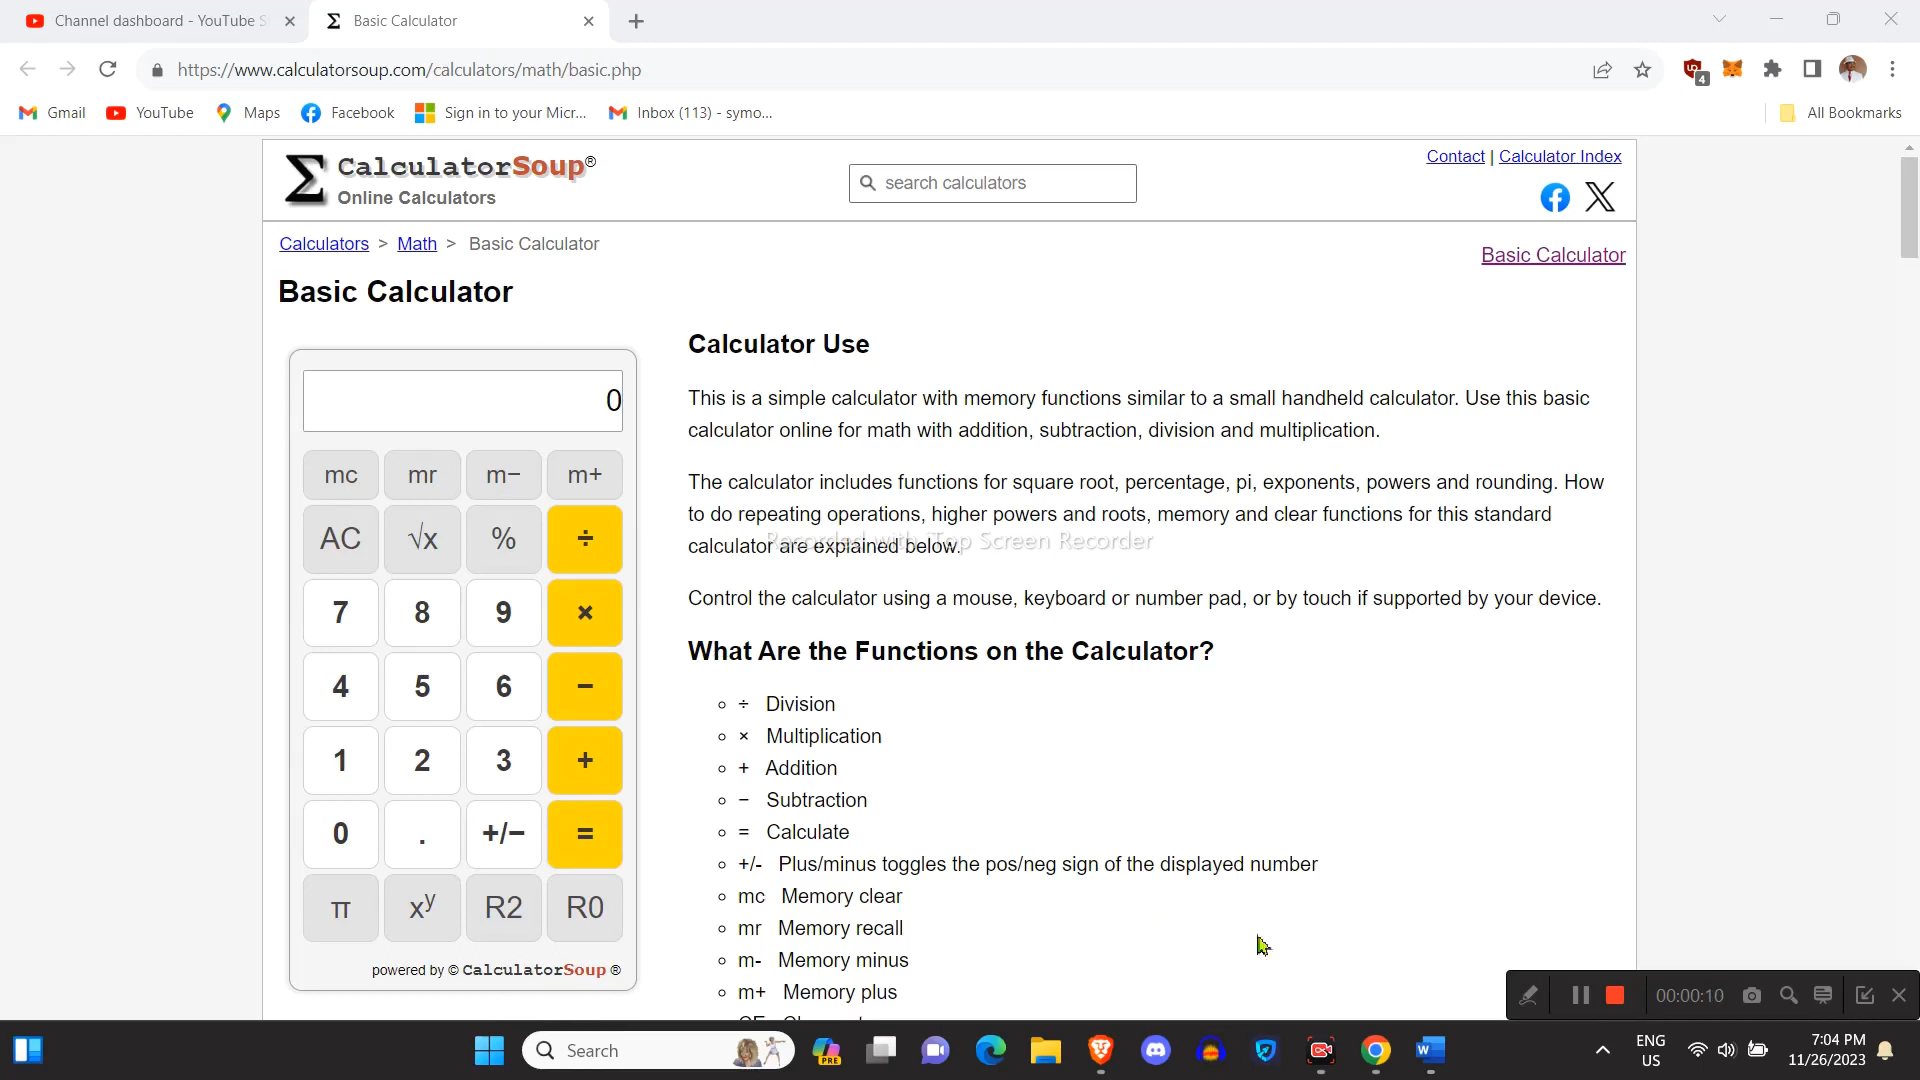 Channel dashboard - YouTube S
Basic Calculator
https://www.calculatorsoup.com/calculators/math/basic.php
4
Gmail
YouTube
Maps
Facebook
Sign in to your Micr...
Inbox (113) - symo...
All Bookmarks
CalculatorSoup®
Online Calculators
search calculators
Contact | Calculator Index
Calculators > Math > Basic Calculator
Basic Calculator
Basic Calculator
0
mc mr m− m+
AC √x % ÷
7 8 9 ×
4 5 6 −
1 2 3 +
0 . +/− =
π xʸ R2 R0
powered by © CalculatorSoup ®
Calculator Use
This is a simple calculator with memory functions similar to a small handheld calculator. Use this basic
calculator online for math with addition, subtraction, division and multiplication.
The calculator includes functions for square root, percentage, pi, exponents, powers and rounding. How
to do repeating operations, higher powers and roots, memory and clear functions for this standard
calculator are explained below.
Recorded with iTop Screen Recorder
Control the calculator using a mouse, keyboard or number pad, or by touch if supported by your device.
What Are the Functions on the Calculator?
÷ Division
× Multiplication
+ Addition
− Subtraction
= Calculate
+/- Plus/minus toggles the pos/neg sign of the displayed number
mc Memory clear
mr Memory recall
m- Memory minus
m+ Memory plus
00:00:10
Search
PRE
ENG
US
7:04 PM
11/26/2023